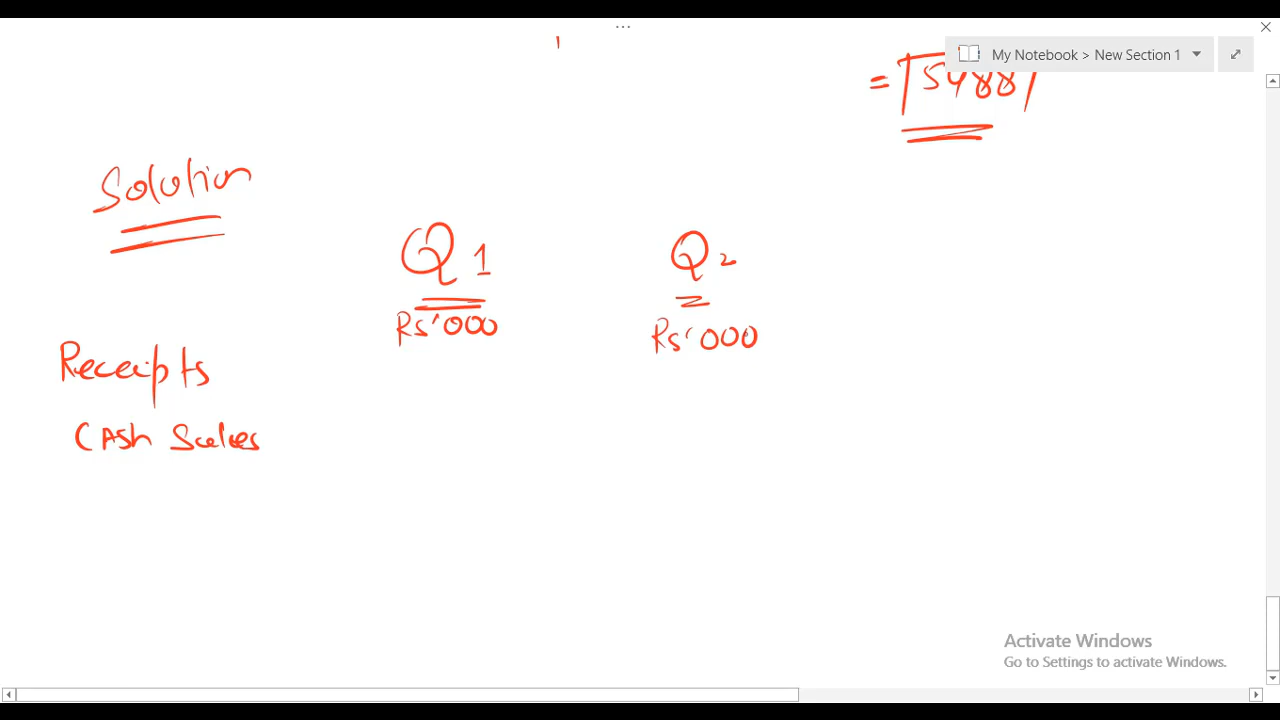 ...
My Notebook > New Section 1
= 5488
Solution
Q1 Q2
Rs'000 Rs'000
Receipts
CAsh Sales
Activate Windows
Go to Settings to activate Windows.